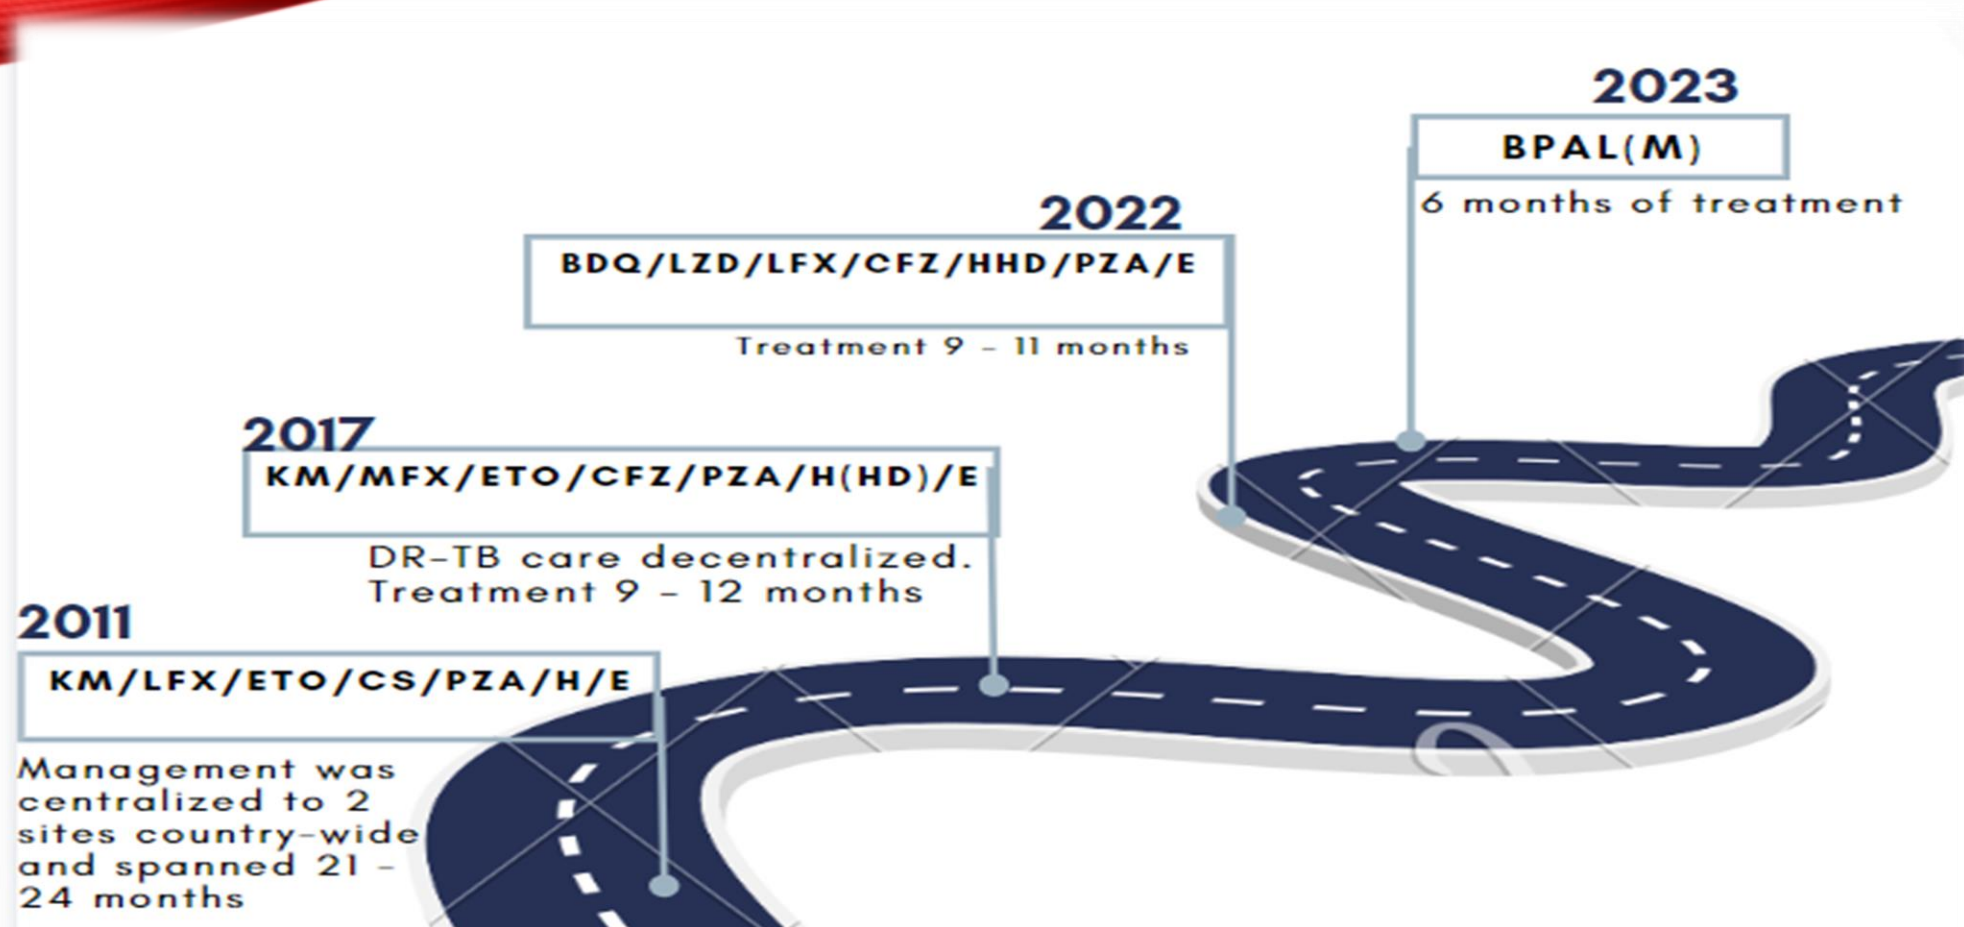 2023
BPAL(M)
6 months of treatment
2022
BDQ/LZD/LFX/CFZ/HHD/PZA/E
Treatment 9 - 11 months
2017
KM/MFX/ETO/CFZ/PZA/H(HD)/E
DR-TB care decentralized.
Treatment 9 - 12 months
2011
KM/LFX/ETO/CS/PZA/H/E
Management was
centralized to 2
sites country-wide
and spanned 21 -
24 months